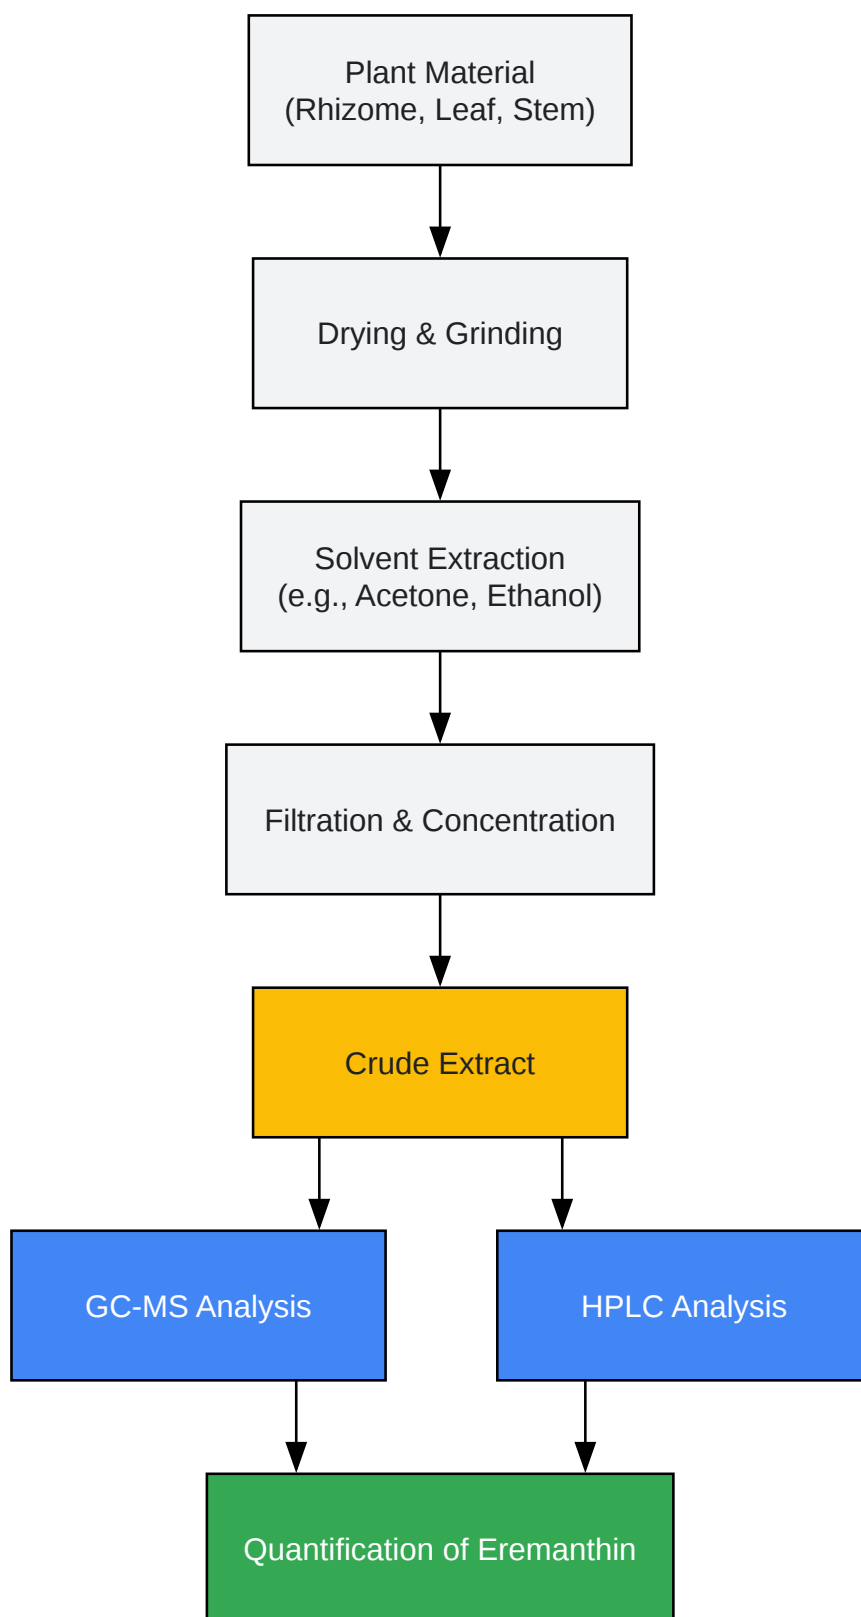 Plant Material
(Rhizome, Leaf, Stem)
Drying & Grinding
Solvent Extraction
(e.g., Acetone, Ethanol)
Filtration & Concentration
Crude Extract
GC-MS Analysis
HPLC Analysis
Quantification of Eremanthin